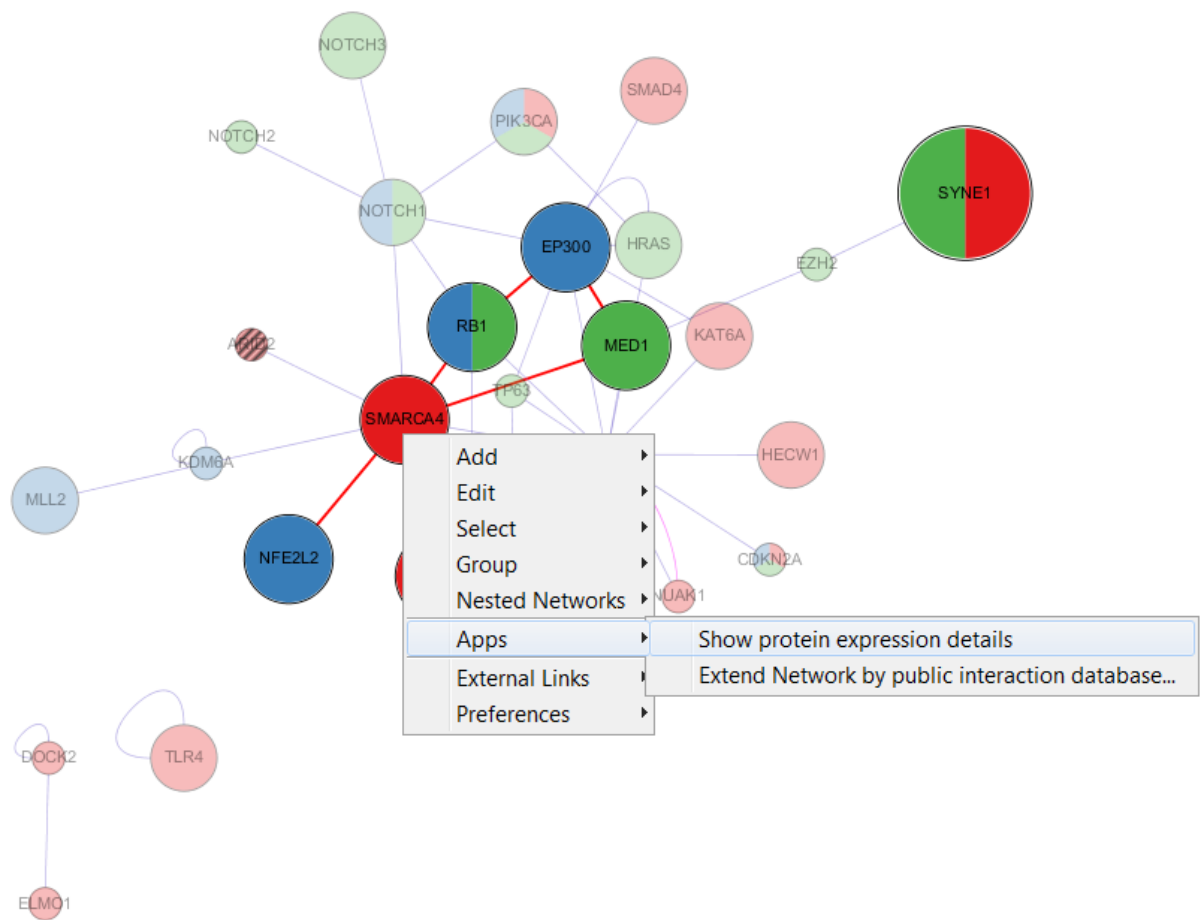 NOTCH3
SMAD4
PIK3CA
NOTCH2
SYNE1
NOTCH1
EP300
HRAS
EZH2
RB1
MED1
KAT6A
ARID2
TP63
SMARCA4
HECW1
KDM6A
MLL2
NFE2L2
CDKN2A
NUAK1
Add
Edit
Select
Group
Nested Networks
Apps
Show protein expression details
Extend Network by public interaction database...
External Links
Preferences
DOCK2
TLR4
ELMO1